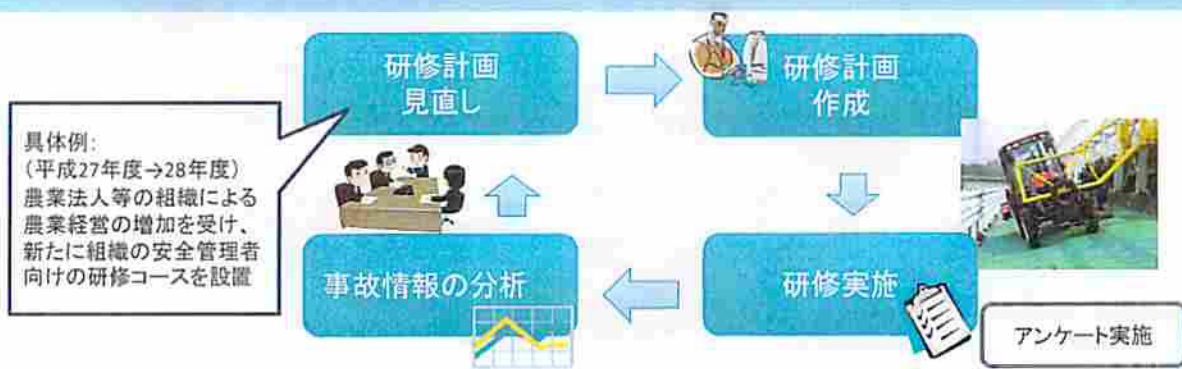 研修計画
見直し
研修計画
作成
具体例:
(平成27年度→28年度)
農業法人等の組織による
農業経営の増加を受け、
新たに組織の安全管理者
向けの研修コースを設置
事故情報の分析
研修実施
アンケート実施